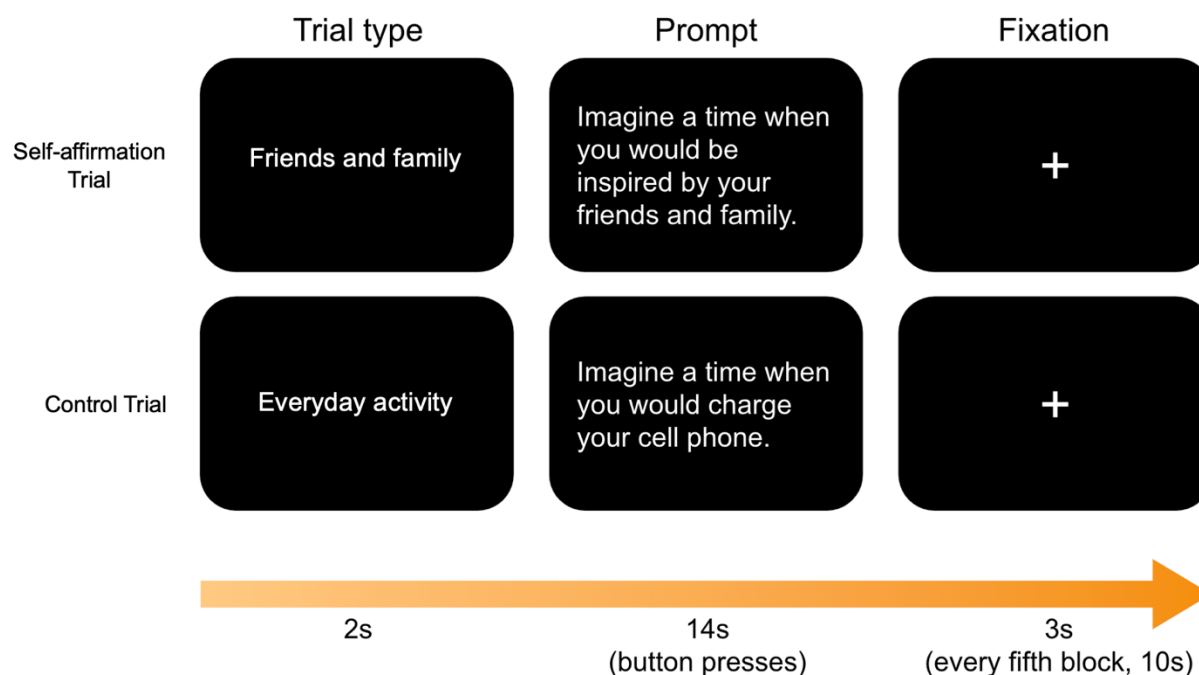 Trial type
Prompt
Fixation
Self-affirmation
Trial
Friends and family
Imagine a time when
you would be
inspired by your
friends and family.
+
Control Trial
Everyday activity
Imagine a time when
you would charge
your cell phone.
+
2s
14s
(button presses)
3s
(every fifth block, 10s)